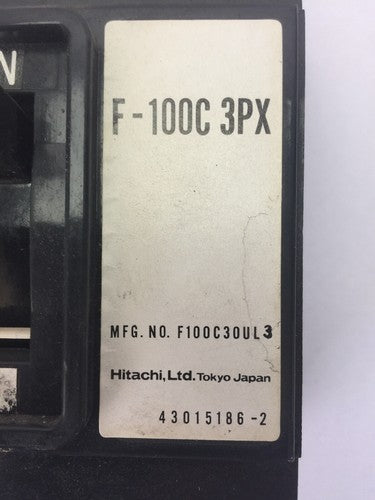 N
F-100C 3PX
MFG. NO. F100C30UL3
Hitachi, Ltd. Tokyo Japan
43015186-2